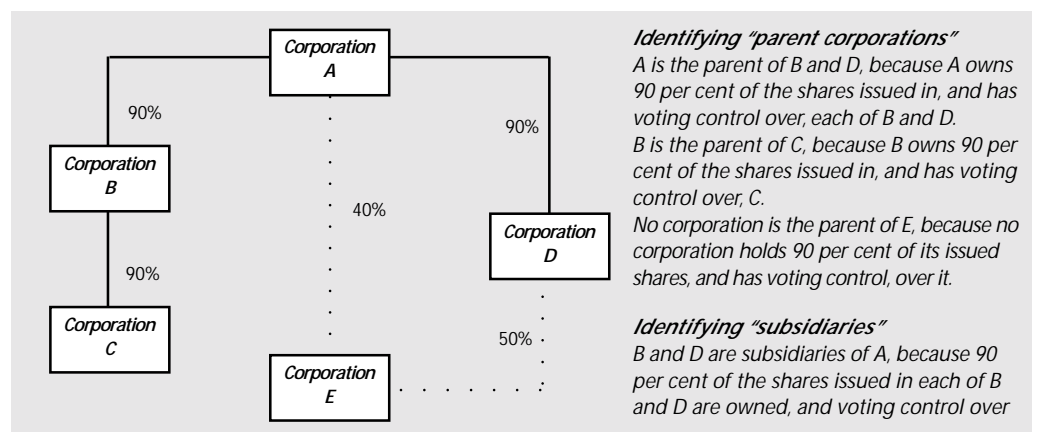 Corporation
A
90%
90%
Corporation
B
40%
Corporation
D
90%
Corporation
C
50%
Corporation
E
Identifying “parent corporations”
A is the parent of B and D, because A owns
90 per cent of the shares issued in, and has
voting control over, each of B and D.
B is the parent of C, because B owns 90 per
cent of the shares issued in, and has voting
control over, C.
No corporation is the parent of E, because no
corporation holds 90 per cent of its issued
shares, and has voting control, over it.
Identifying “subsidiaries”
B and D are subsidiaries of A, because 90
per cent of the shares issued in each of B
and D are owned, and voting control over